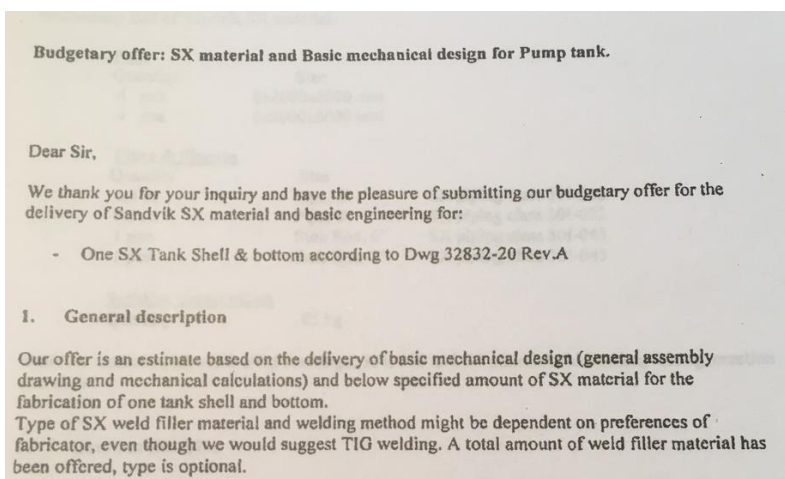 Budgetary offer: SX material and Basic mechanical design for Pump tank.
Dear Sir,
We thank you for your inquiry and have the pleasure of submitting our budgetary offer for the
delivery of Sandvik SX material and basic engineering for:
- One SX Tank Shell & bottom according to Dwg 32832-20 Rev.A
1. General description
Our offer is an estimate based on the delivery of basic mechanical design (general assembly
drawing and mechanical calculations) and below specified amount of SX material for the
fabrication of one tank shell and bottom.
Type of SX weld filler material and welding method might be dependent on preferences of
fabricator, even though we would suggest TIG welding. A total amount of weld filler material has
been offered, type is optional.